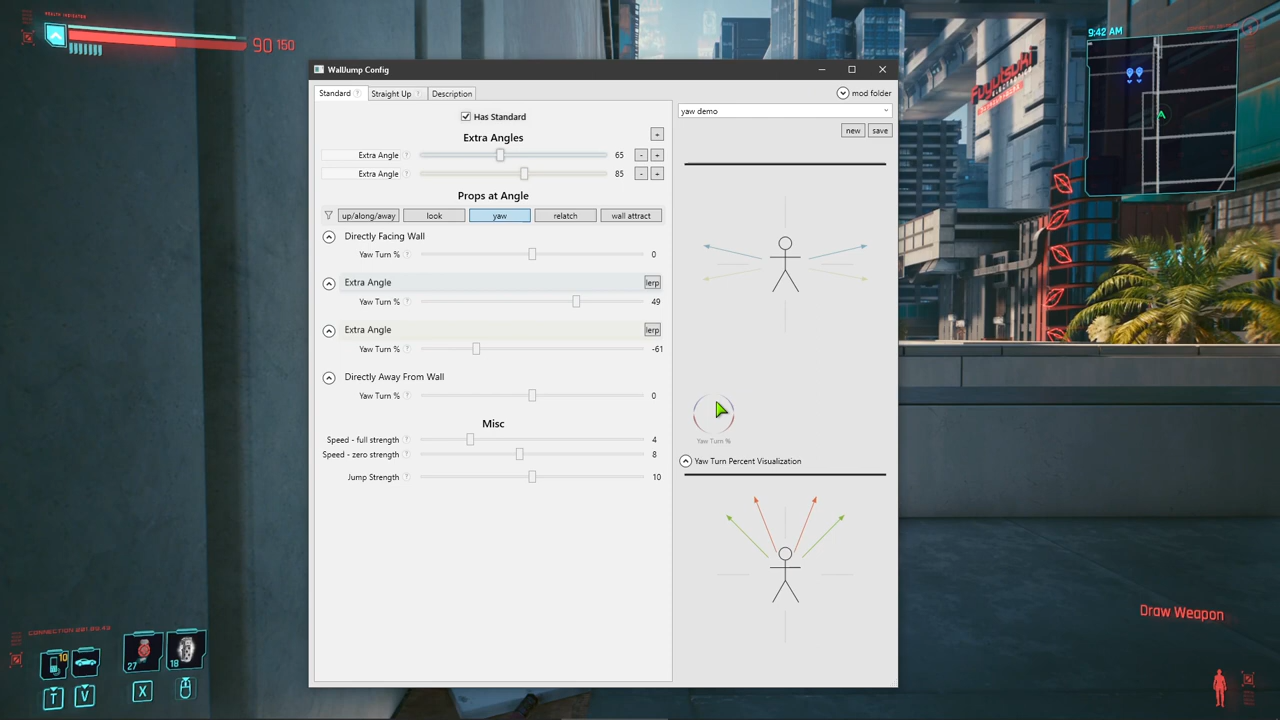 HEALTH INDICATED
90 150
9:42 AM
Fuyutsuki
ELECTRONICS
WallJump Config
Standard ?
Straight Up ?
Description
mod folder
Has Standard
yaw demo
new
save
Extra Angles
+
Extra Angle ? 65 - +
Extra Angle ? 85 - +
Props at Angle
up/along/away
look
yaw
relatch
wall attract
Directly Facing Wall
Yaw Turn % ? 0
Extra Angle
lerp
Yaw Turn % ? 49
Extra Angle
lerp
Yaw Turn % ? -61
Directly Away From Wall
Yaw Turn % ? 0
Misc
Speed - full strength ? 4
Speed - zero strength ? 8
Jump Strength ? 10
Yaw Turn %
Yaw Turn Percent Visualization
Draw Weapon
10
27
18
T
V
X